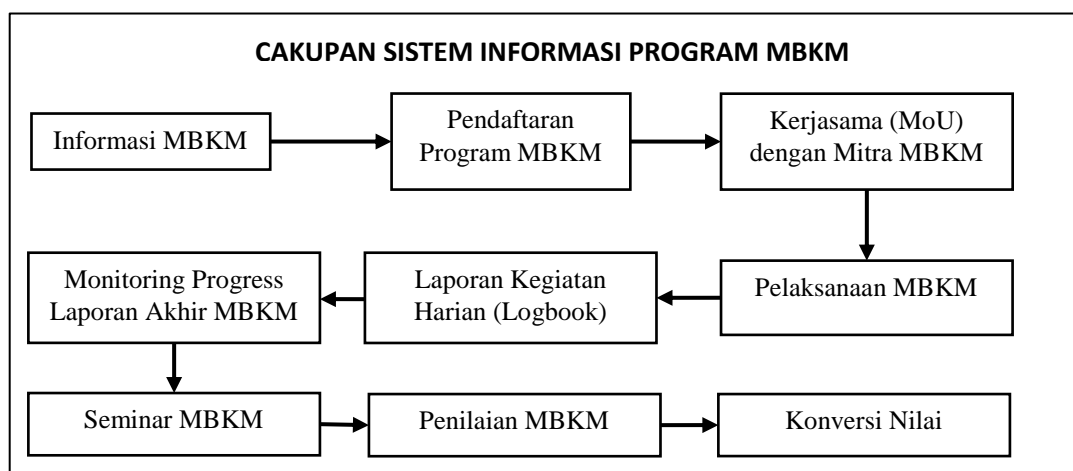 CAKUPAN SISTEM INFORMASI PROGRAM MBKM
Informasi MBKM
Pendaftaran
Program MBKM
Kerjasama (MoU)
dengan Mitra MBKM
Pelaksanaan MBKM
Laporan Kegiatan
Harian (Logbook)
Monitoring Progress
Laporan Akhir MBKM
Seminar MBKM
Penilaian MBKM
Konversi Nilai